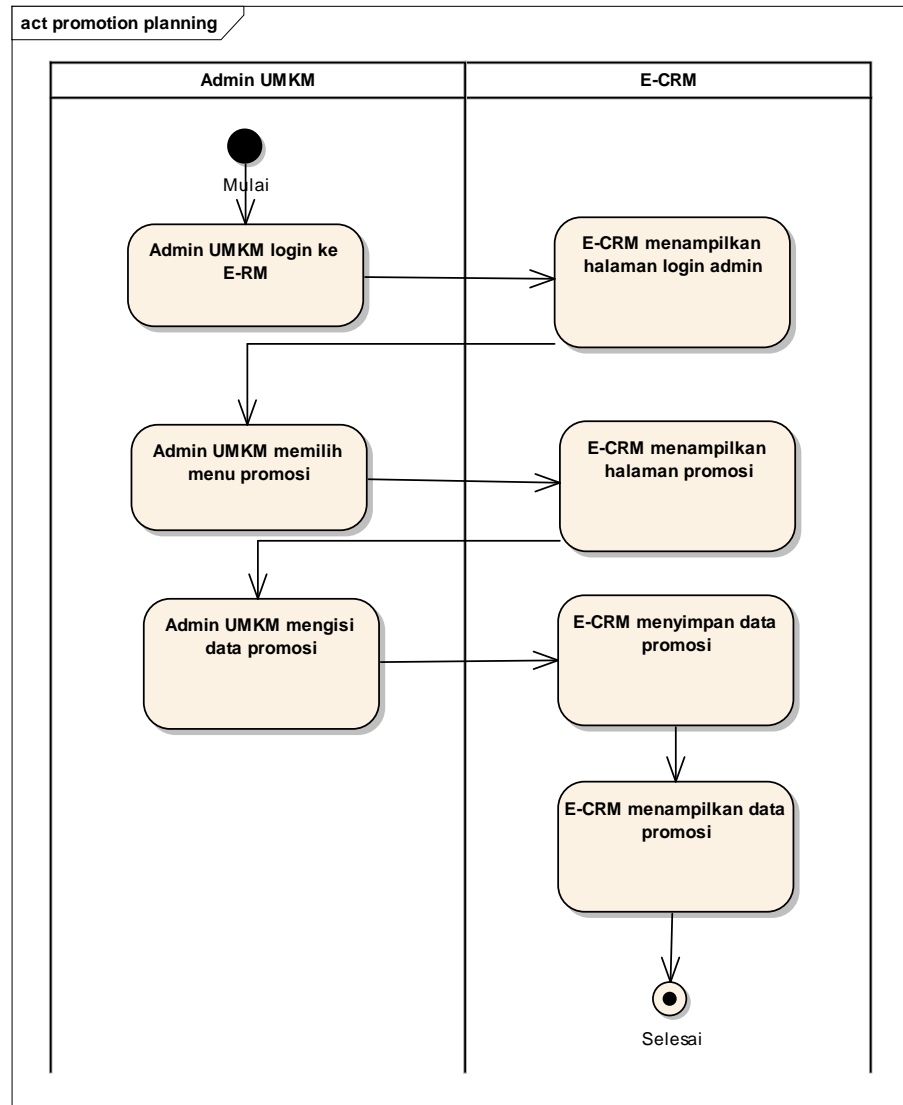 act promotion planning
Admin UMKM
E-CRM
Mulai
Admin UMKM login ke
E-RM
E-CRM menampilkan
halaman login admin
Admin UMKM memilih
menu promosi
E-CRM menampilkan
halaman promosi
Admin UMKM mengisi
data promosi
E-CRM menyimpan data
promosi
E-CRM menampilkan data
promosi
Selesai